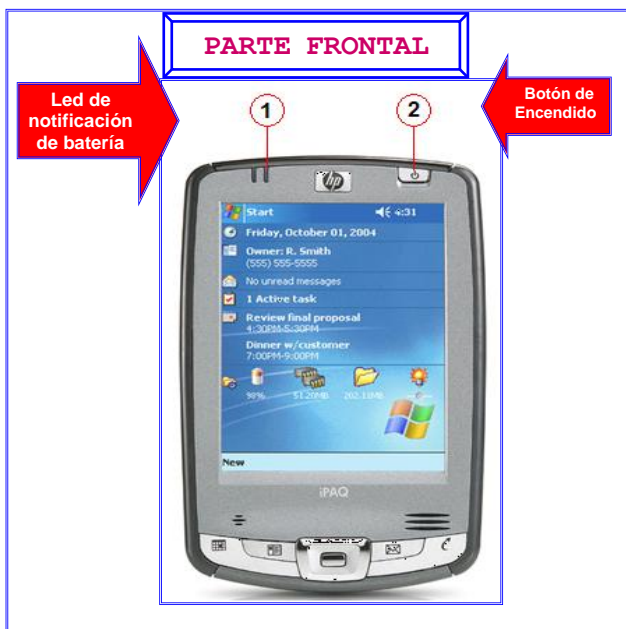 PARTE FRONTAL
Led de
notificación
de batería
1
2
Botón de
Encendido
hp
Start
4:31
Friday, October 01, 2004
Owner: R. Smith
(555) 555-5555
No unread messages
1 Active task
Review final proposal
4:30PM-5:30PM
Dinner w/customer
7:00PM-9:00PM
98%
51.20MB
202.11MB
New
iPAQ